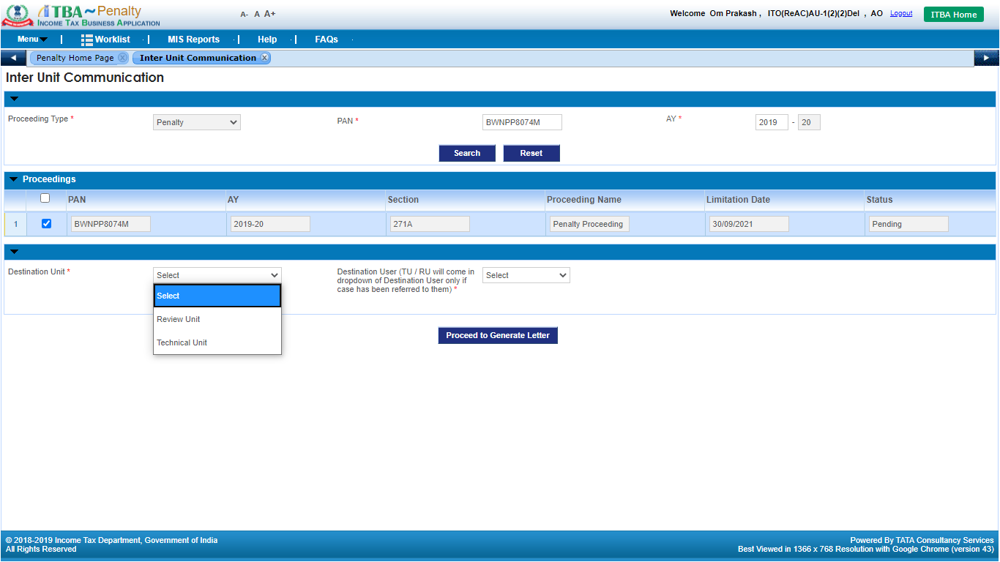 ITBA ~ Penalty
INCOME TAX BUSINESS APPLICATION
A- A A+
Welcome Om Prakash , ITO(ReAC)AU-1(2)(2)Del , AO Logout ITBA Home
Menu | Worklist | MIS Reports | Help | FAQs
Penalty Home Page Inter Unit Communication
Inter Unit Communication
Proceeding Type * Penalty PAN * BWNPP8074M AY * 2019 - 20
Search Reset
Proceedings
PAN AY Section Proceeding Name Limitation Date Status
1 BWNPP8074M 2019-20 271A Penalty Proceeding 30/09/2021 Pending
Destination Unit * Select
Destination User (TU / RU will come in
dropdown of Destination User only if
case has been referred to them) *
Select
Select
Review Unit
Technical Unit
Proceed to Generate Letter
© 2018-2019 Income Tax Department, Government of India
All Rights Reserved
Powered By TATA Consultancy Services
Best Viewed in 1366 x 768 Resolution with Google Chrome (version 43)